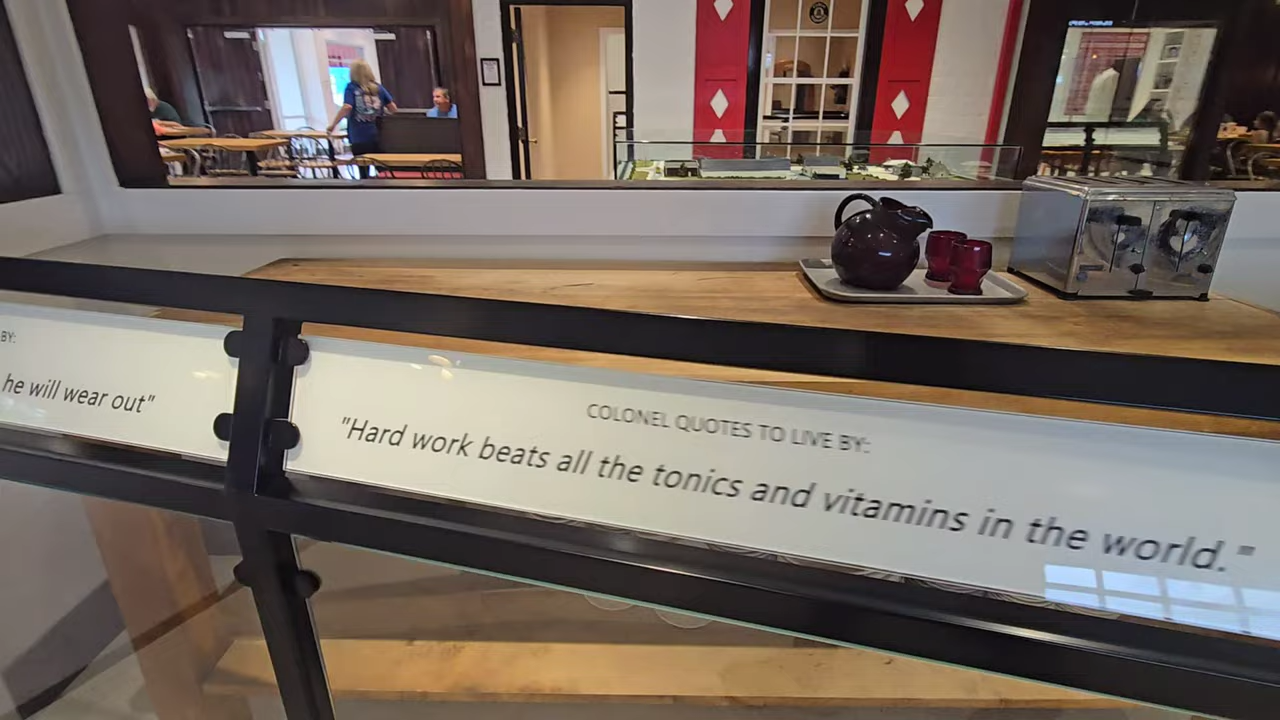 BY:
he will wear out"
COLONEL QUOTES TO LIVE BY:
"Hard work beats all the tonics and vitamins in the world."